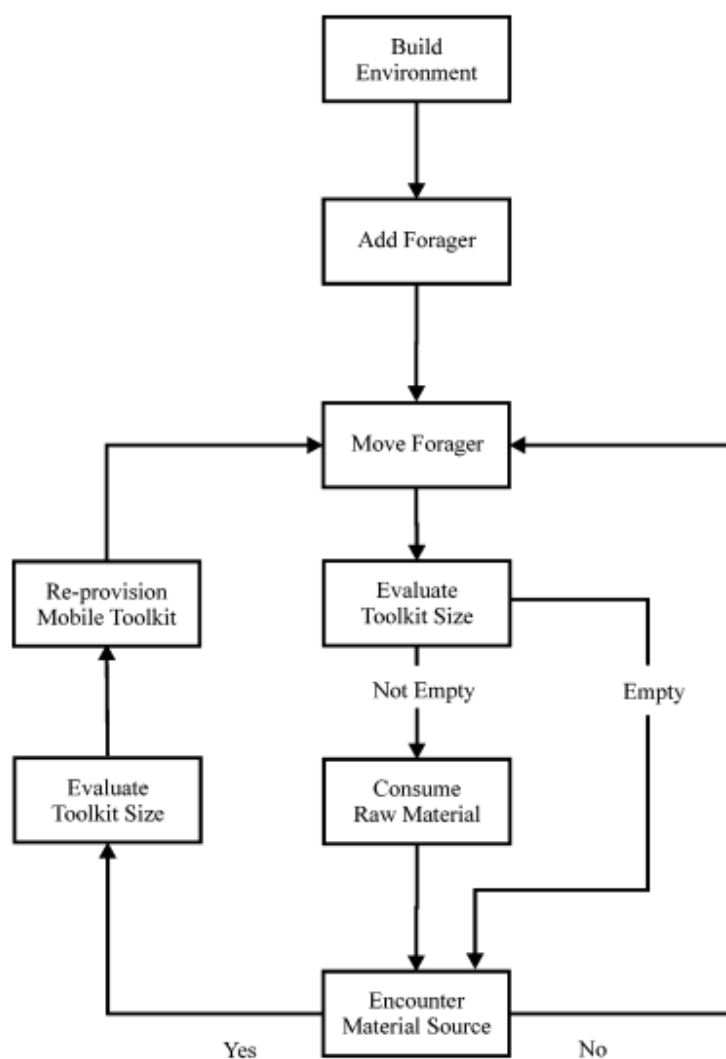 Build
Environment
Add Forager
Move Forager
Re-provision
Mobile Toolkit
Evaluate
Toolkit Size
Not Empty
Empty
Evaluate
Toolkit Size
Consume
Raw Material
Encounter
Material Source
Yes
No